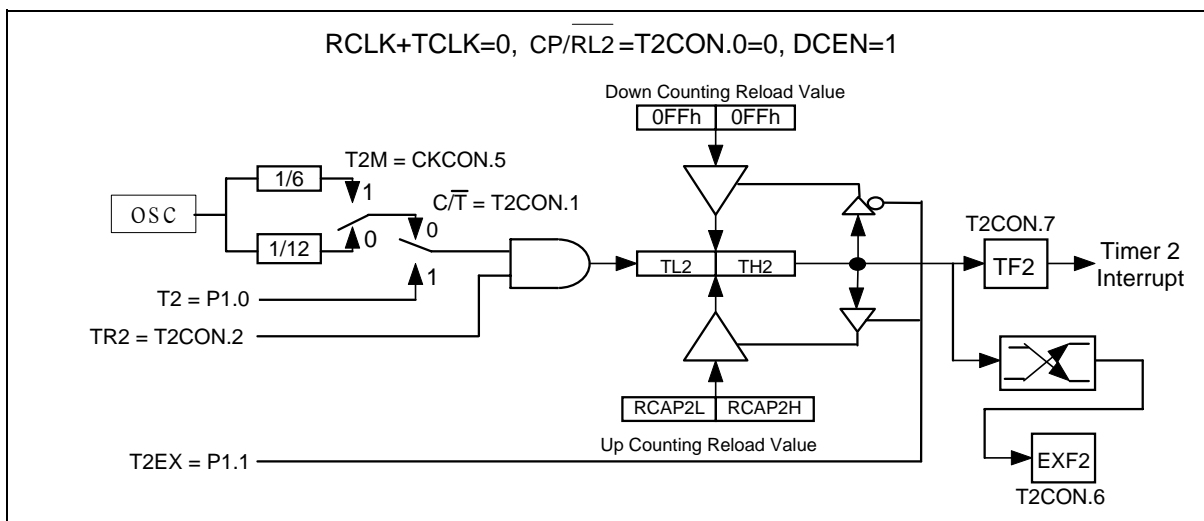 RCLK+TCLK=0, CP/R̅L̅2̅=T2CON.0=0, DCEN=1
Down Counting Reload Value
0FFh 0FFh
T2M = CKCON.5
1/6
1
OSC
C/T̅ = T2CON.1
0
1/12
0
T2CON.7
TL2 TH2
TF2
Timer 2
Interrupt
1
T2 = P1.0
TR2 = T2CON.2
RCAP2L RCAP2H
Up Counting Reload Value
T2EX = P1.1
EXF2
T2CON.6